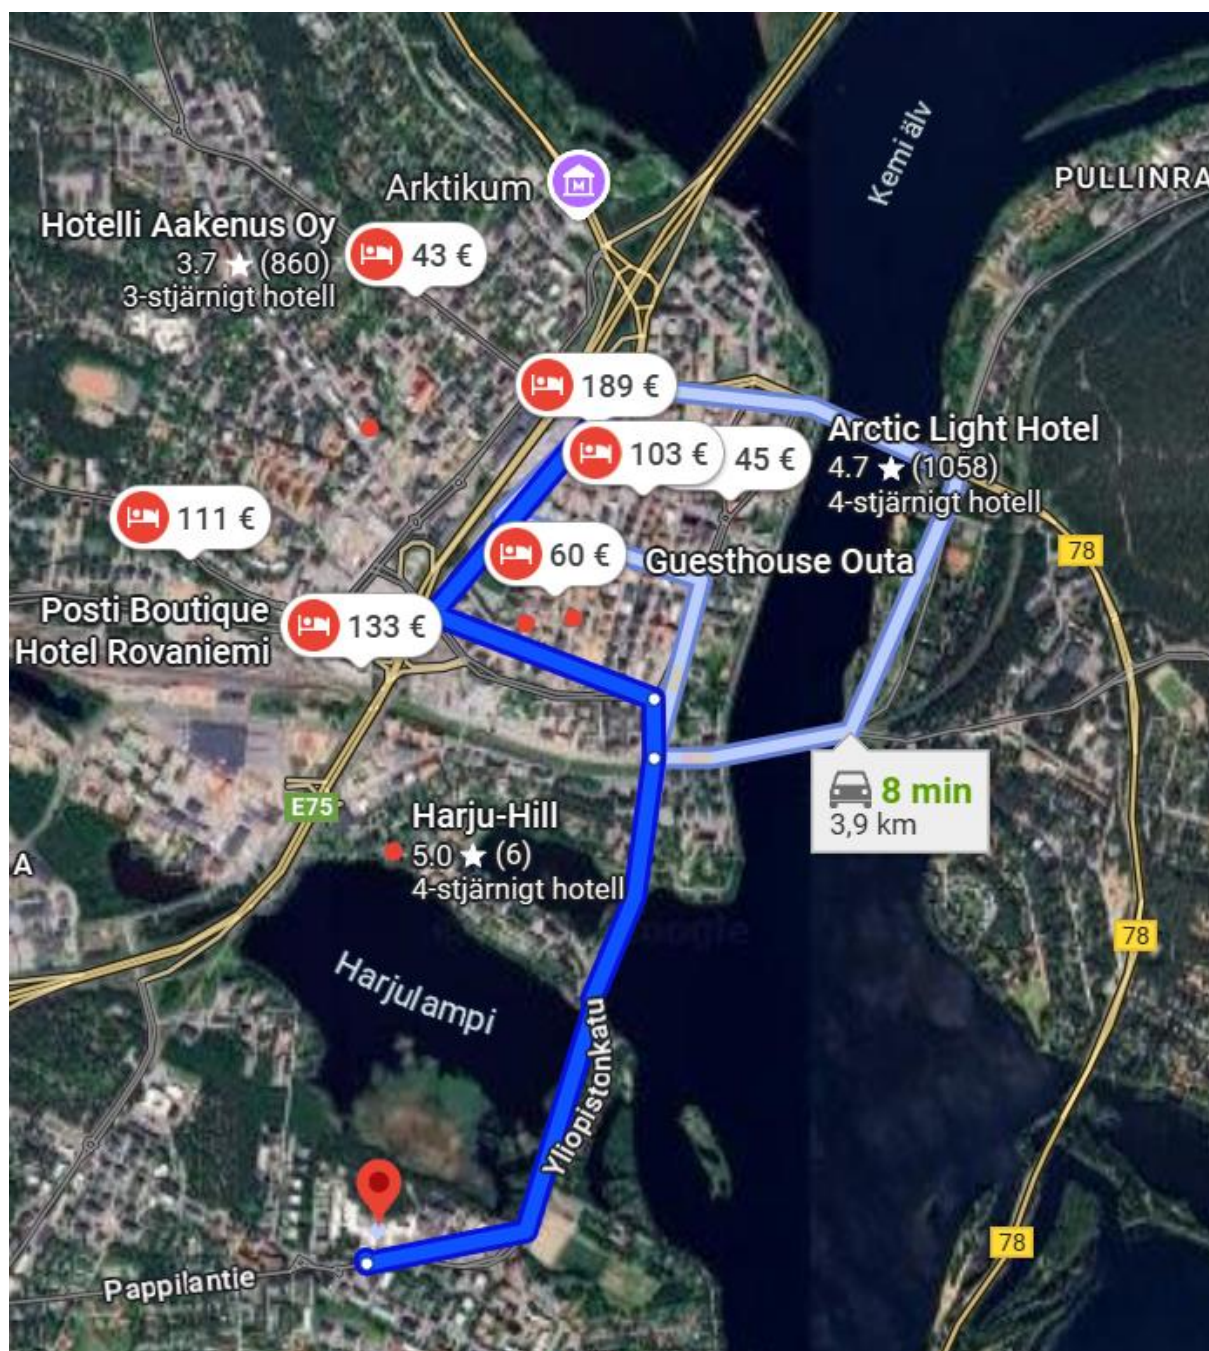 Kemi älv
PULLINRA
Arktikum
Hotelli Aakenus Oy
3.7 ★ (860)
3-stjärnigt hotell
43 €
189 €
103 €
45 €
Arctic Light Hotel
4.7 ★ (1058)
4-stjärnigt hotell
111 €
60 €
Guesthouse Outa
78
Posti Boutique
Hotel Rovaniemi
133 €
8 min
3,9 km
E75
Harju-Hill
5.0 ★ (6)
4-stjärnigt hotell
A
78
Harjulampi
Yliopistonkatu
78
Pappilantie